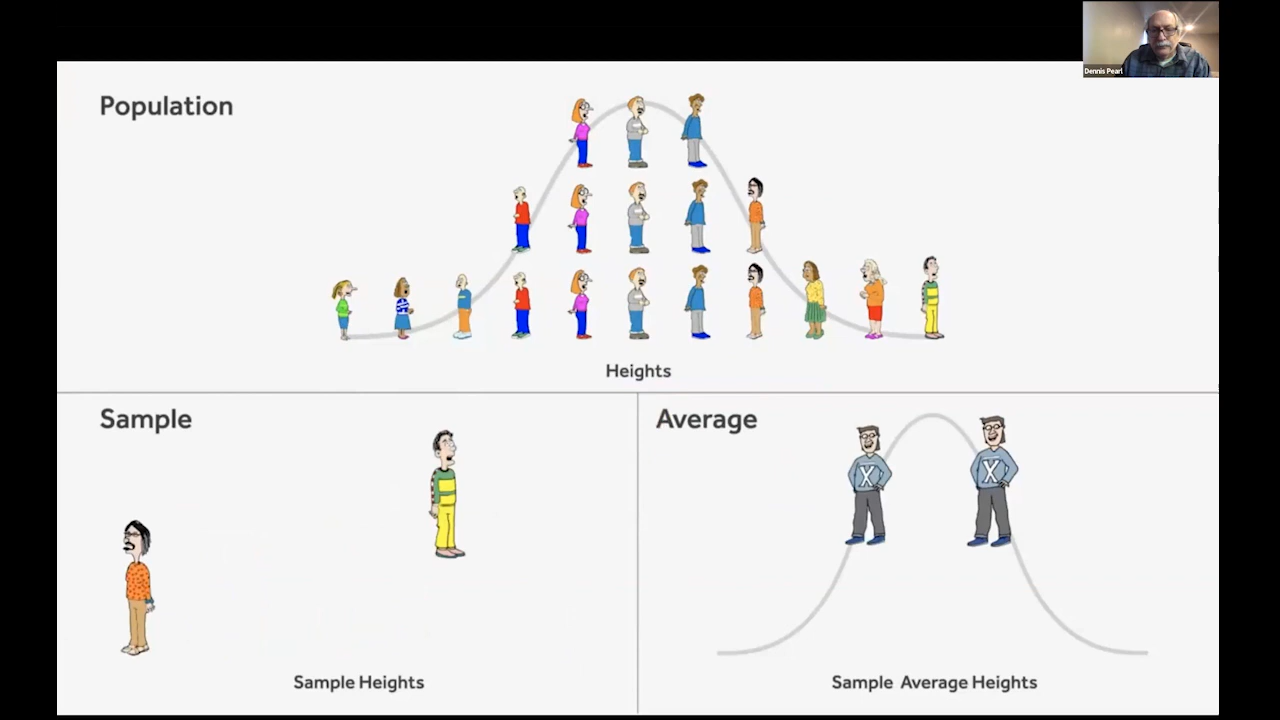 Dennis Pearl
Population
Heights
Sample
Average
X
X
Sample Heights
Sample Average Heights